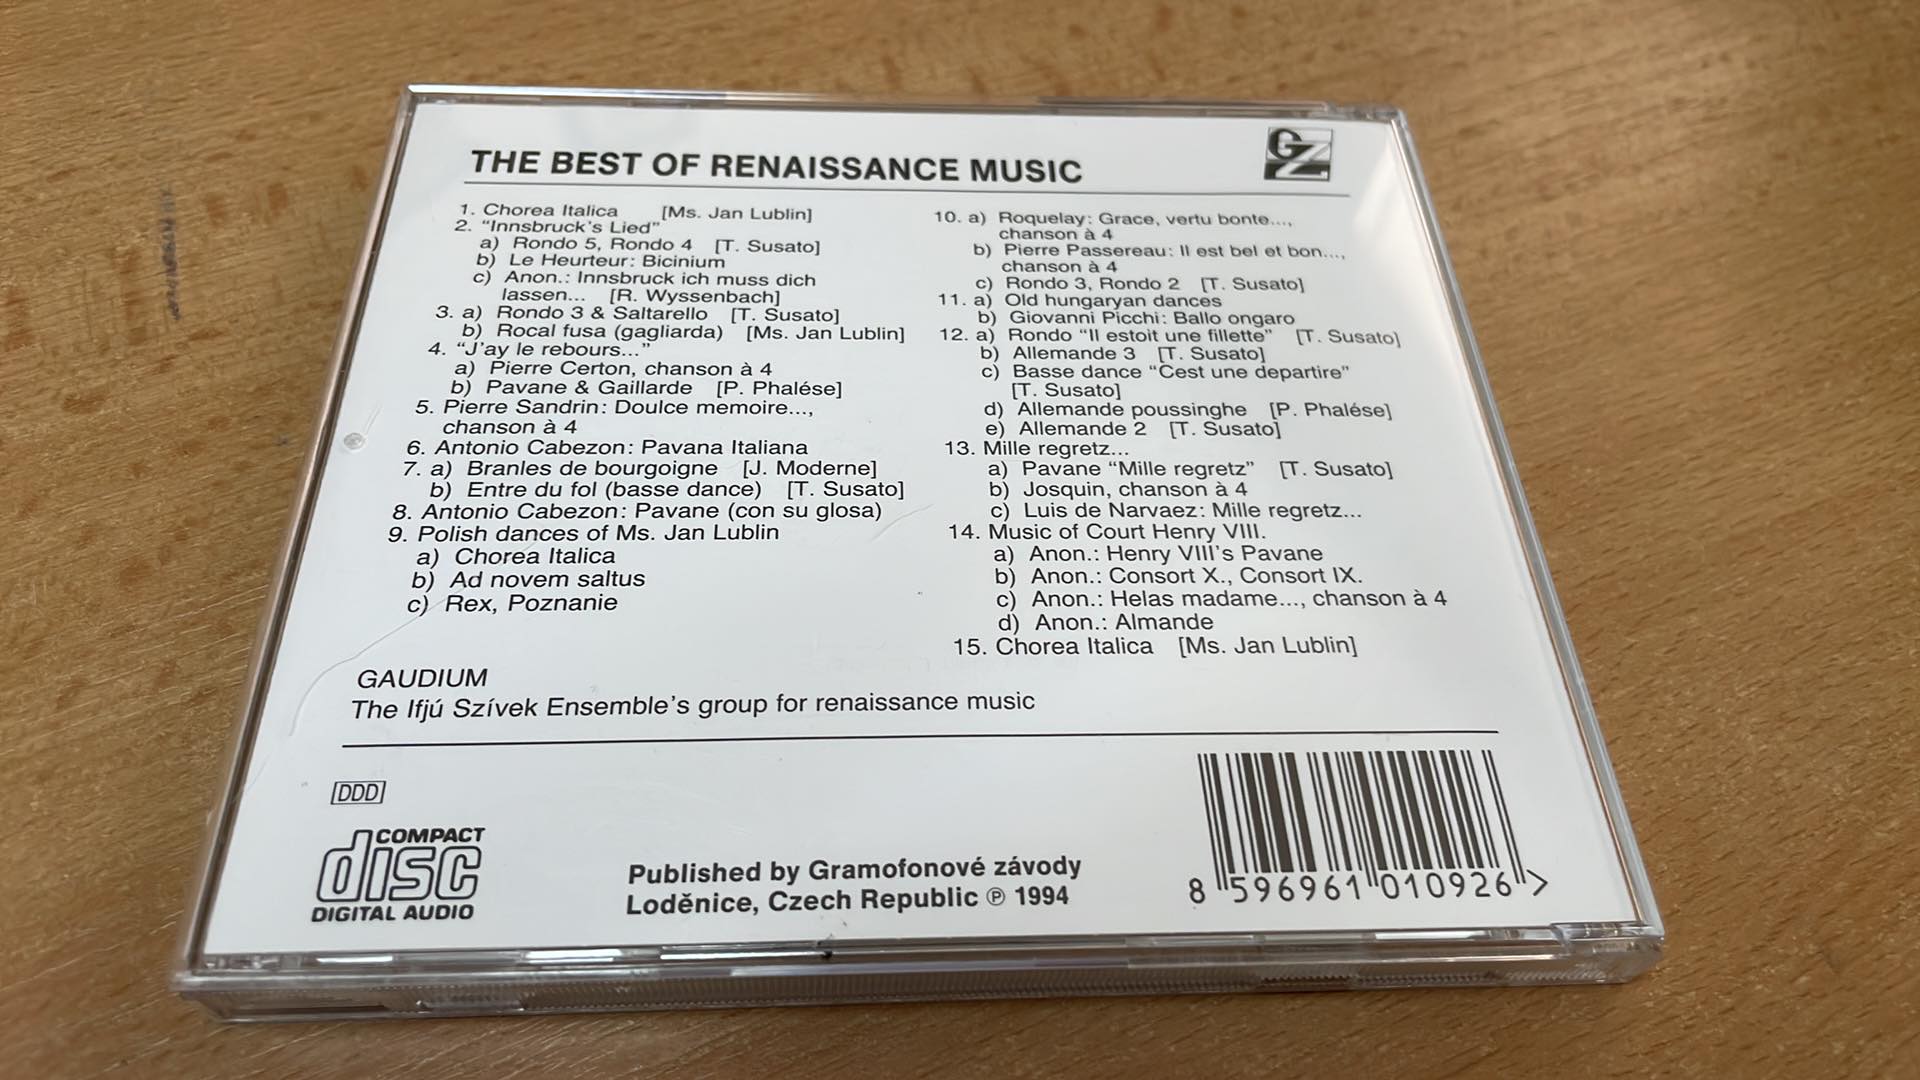 THE BEST OF RENAISSANCE MUSIC
GZ
1. Chorea Italica [Ms. Jan Lublin]
2. “Innsbruck’s Lied”
a) Rondo 5, Rondo 4 [T. Susato]
b) Le Heurteur: Bicinium
c) Anon.: Innsbruck ich muss dich
lassen... [R. Wyssenbach]
3. a) Rondo 3 & Saltarello [T. Susato]
b) Rocal fusa (gagliarda) [Ms. Jan Lublin]
4. “J’ay le rebours...”
a) Pierre Certon, chanson à 4
b) Pavane & Gaillarde [P. Phalése]
5. Pierre Sandrin: Doulce memoire...,
chanson à 4
6. Antonio Cabezon: Pavana Italiana
7. a) Branles de bourgoigne [J. Moderne]
b) Entre du fol (basse dance) [T. Susato]
8. Antonio Cabezon: Pavane (con su glosa)
9. Polish dances of Ms. Jan Lublin
a) Chorea Italica
b) Ad novem saltus
c) Rex, Poznanie
10. a) Roquelay: Grace, vertu bonte...,
chanson à 4
b) Pierre Passereau: Il est bel et bon...,
chanson à 4
c) Rondo 3, Rondo 2 [T. Susato]
11. a) Old hungaryan dances
b) Giovanni Picchi: Ballo ongaro
12. a) Rondo “Il estoit une fillette” [T. Susato]
b) Allemande 3 [T. Susato]
c) Basse dance “Cest une departire”
[T. Susato]
d) Allemande poussinghe [P. Phalése]
e) Allemande 2 [T. Susato]
13. Mille regretz...
a) Pavane “Mille regretz” [T. Susato]
b) Josquin, chanson à 4
c) Luis de Narvaez: Mille regretz...
14. Music of Court Henry VIII.
a) Anon.: Henry VIII’s Pavane
b) Anon.: Consort X., Consort IX.
c) Anon.: Helas madame..., chanson à 4
d) Anon.: Almande
15. Chorea Italica [Ms. Jan Lublin]
GAUDIUM
The Ifjú Szívek Ensemble’s group for renaissance music
DDD
COMPACT
disc
DIGITAL AUDIO
Published by Gramofonové závody
Loděnice, Czech Republic ℗ 1994
8 596961 010926 >